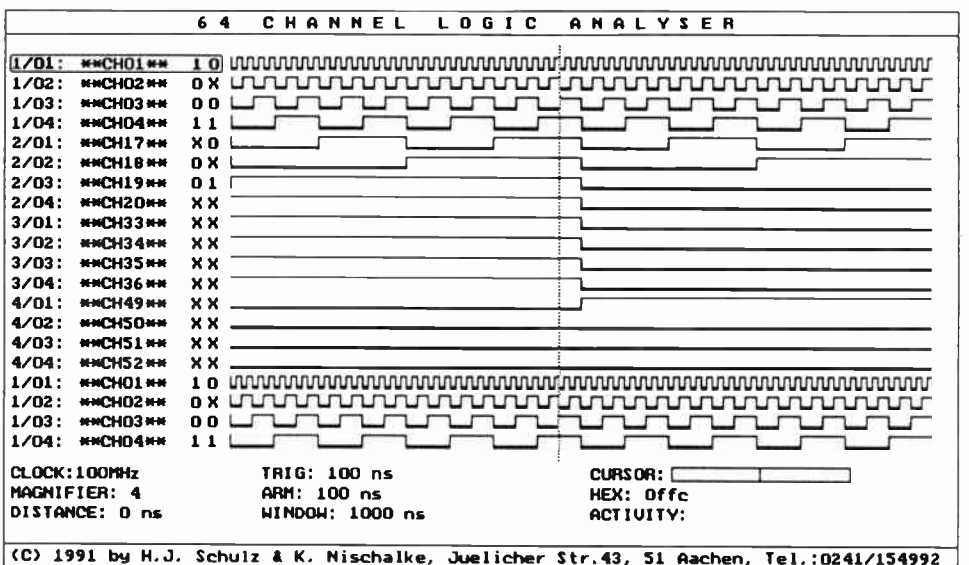 64 CHANNEL LOGIC ANALYSER
1/01: **CH01** 1 0
1/02: **CH02** 0 X
1/03: **CH03** 0 0
1/04: **CH04** 1 1
2/01: **CH17** X 0
2/02: **CH18** 0 X
2/03: **CH19** 0 1
2/04: **CH20** X X
3/01: **CH33** X X
3/02: **CH34** X X
3/03: **CH35** X X
3/04: **CH36** X X
4/01: **CH49** X X
4/02: **CH50** X X
4/03: **CH51** X X
4/04: **CH52** X X
1/01: **CH01** 1 0
1/02: **CH02** 0 X
1/03: **CH03** 0 0
1/04: **CH04** 1 1
CLOCK:100MHz TRIG: 100 ns CURSOR:
MAGNIFIER: 4 ARM: 100 ns HEX: 0ffc
DISTANCE: 0 ns WINDOW: 1000 ns ACTIVITY:
(C) 1991 by H.J. Schulz & K. Nischalke, Juelicher Str.43, 51 Aachen, Tel.:0241/154992